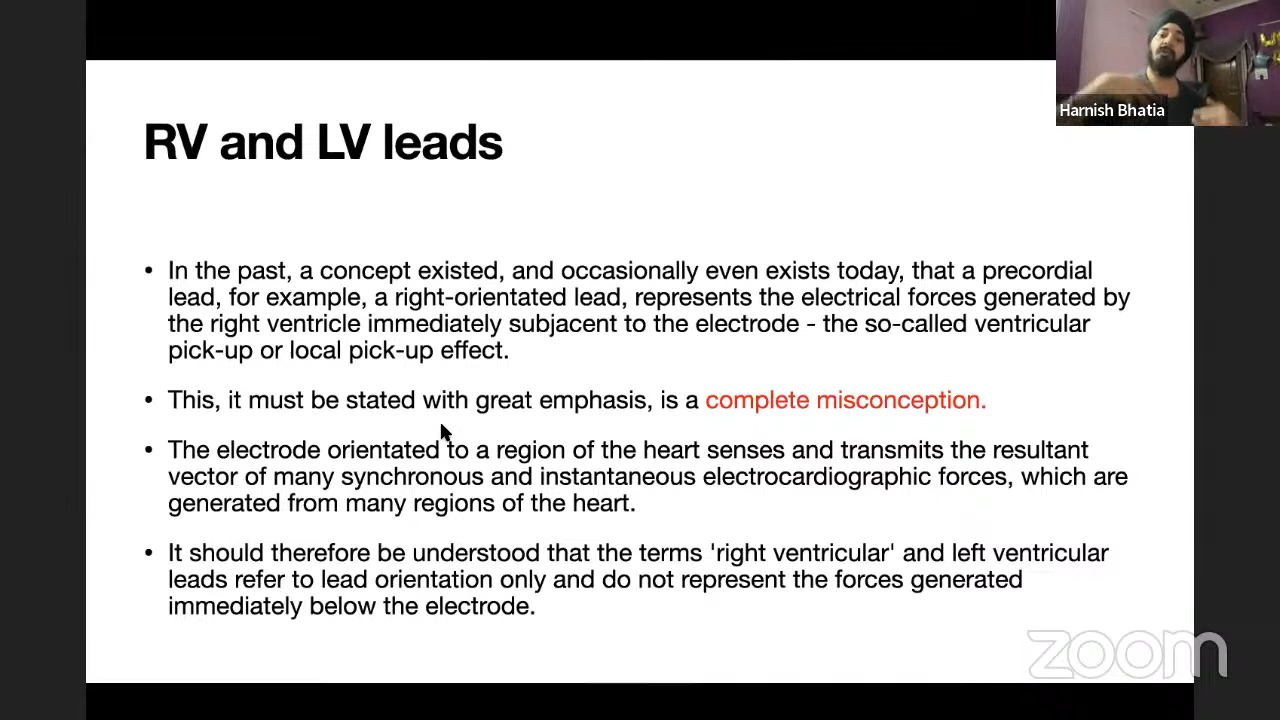 Harnish Bhatia
RV and LV leads
• In the past, a concept existed, and occasionally even exists today, that a precordial
lead, for example, a right-orientated lead, represents the electrical forces generated by
the right ventricle immediately subjacent to the electrode - the so-called ventricular
pick-up or local pick-up effect.
• This, it must be stated with great emphasis, is a complete misconception.
• The electrode orientated to a region of the heart senses and transmits the resultant
vector of many synchronous and instantaneous electrocardiographic forces, which are
generated from many regions of the heart.
• It should therefore be understood that the terms 'right ventricular' and left ventricular
leads refer to lead orientation only and do not represent the forces generated
immediately below the electrode.
zoom